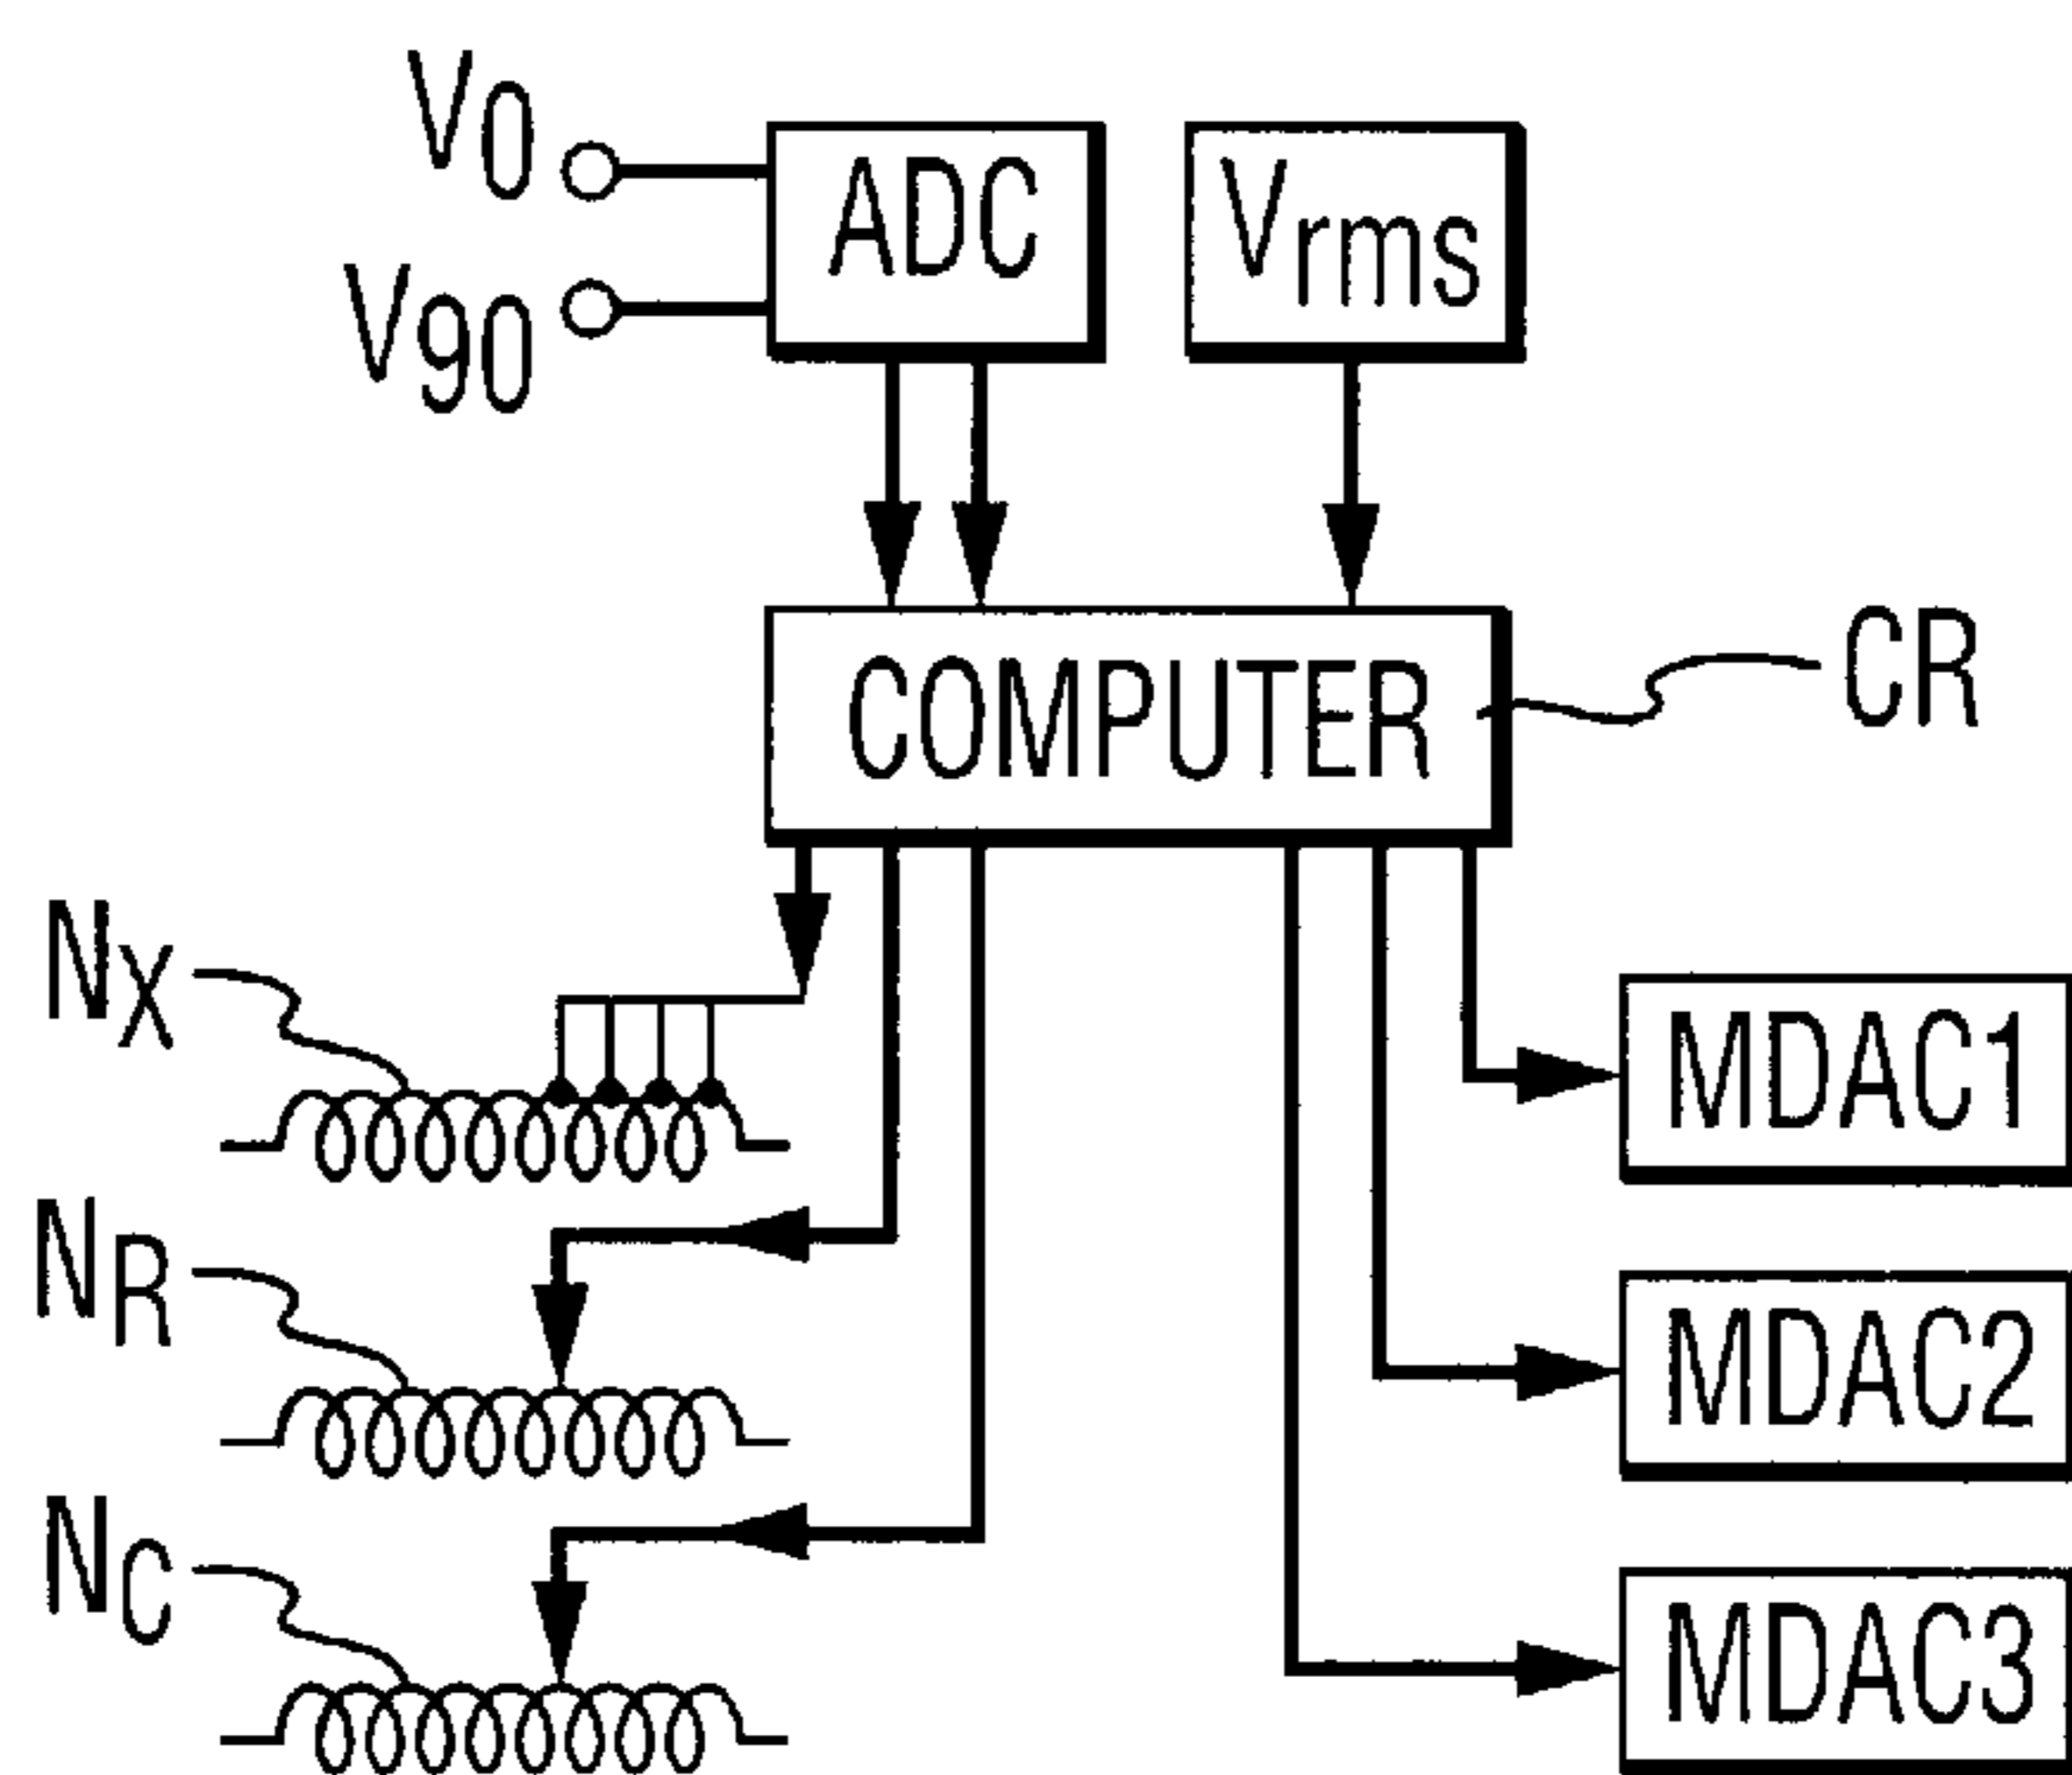 V0
V90
ADC
Vrms
COMPUTER
CR
NX
NR
NC
MDAC1
MDAC2
MDAC3